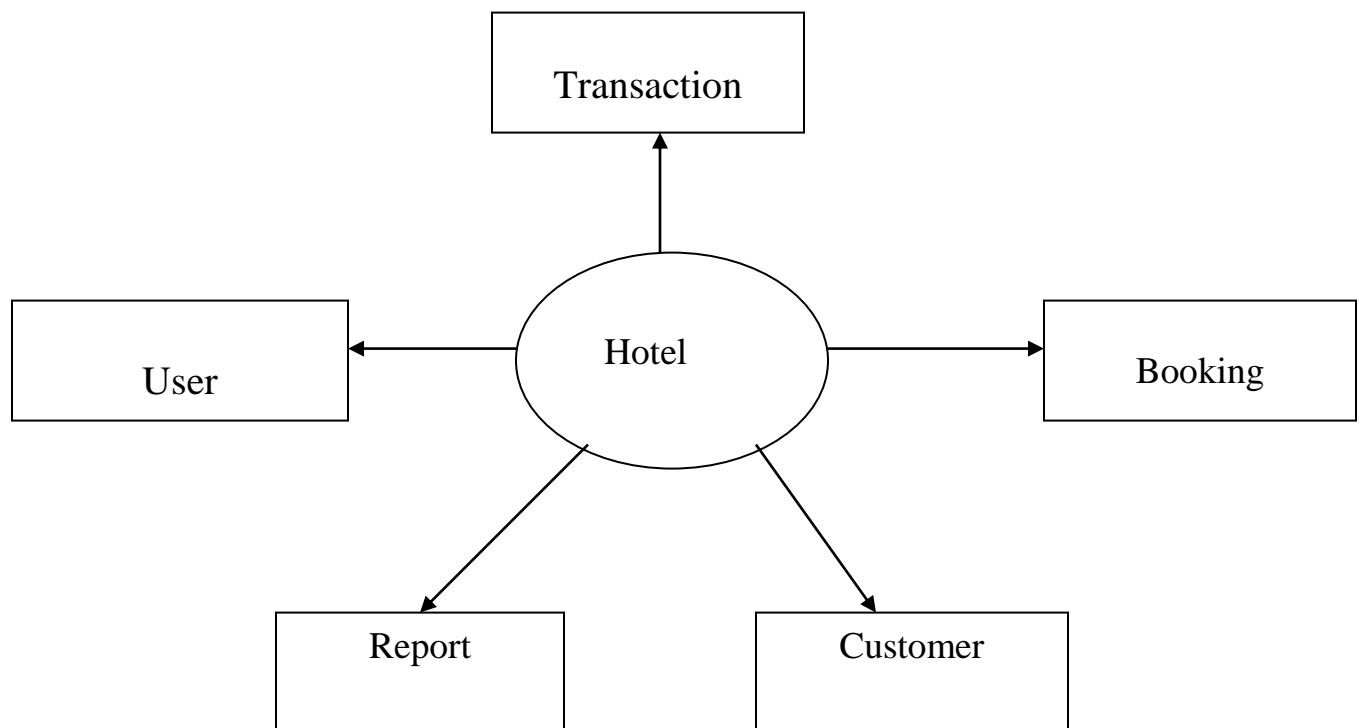 Transaction
Hotel
User
Booking
Report
Customer